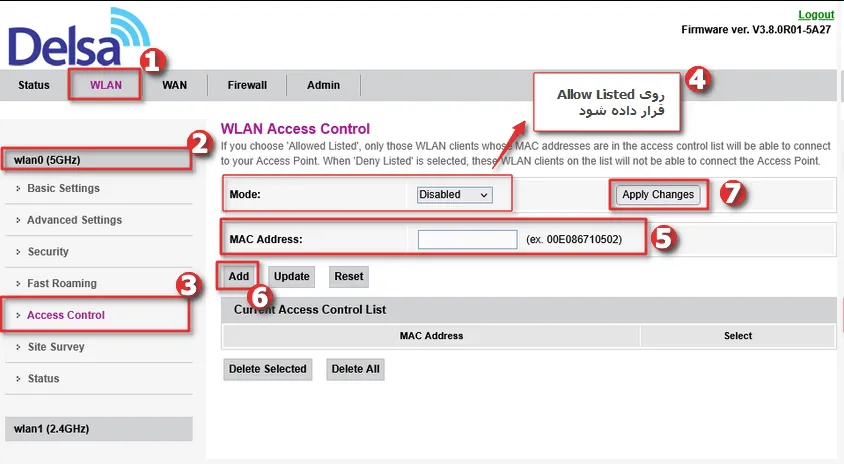 Logout
Firmware ver. V3.8.0R01-5A27
Delsa
1
Status WLAN WAN Firewall Admin
4
روی Allow Listed
قرار داده شود
WLAN Access Control
If you choose 'Allowed Listed', only those WLAN clients whose MAC addresses are in the access control list will be able to connect
to your Access Point. When 'Deny Listed' is selected, these WLAN clients on the list will not be able to connect the Access Point.
2
wlan0 (5GHz)
Basic Settings
Advanced Settings
Security
Fast Roaming
3
Access Control
Site Survey
Status
wlan1 (2.4GHz)
Mode: Disabled Apply Changes
7
MAC Address: (ex. 00E086710502)
5
Add Update Reset
6
Current Access Control List
MAC Address Select
Delete Selected Delete All